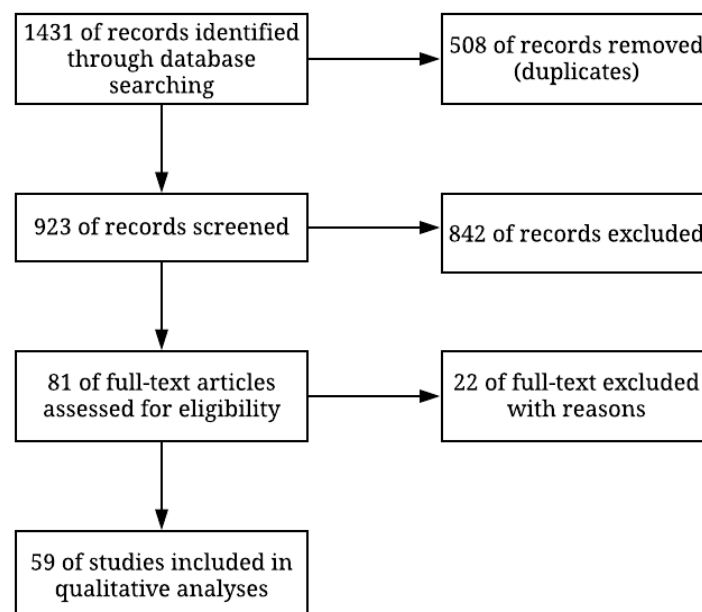 1431 of records identified
through database
searching
508 of records removed
(duplicates)
923 of records screened
842 of records excluded
81 of full-text articles
assessed for eligibility
22 of full-text excluded
with reasons
59 of studies included in
qualitative analyses